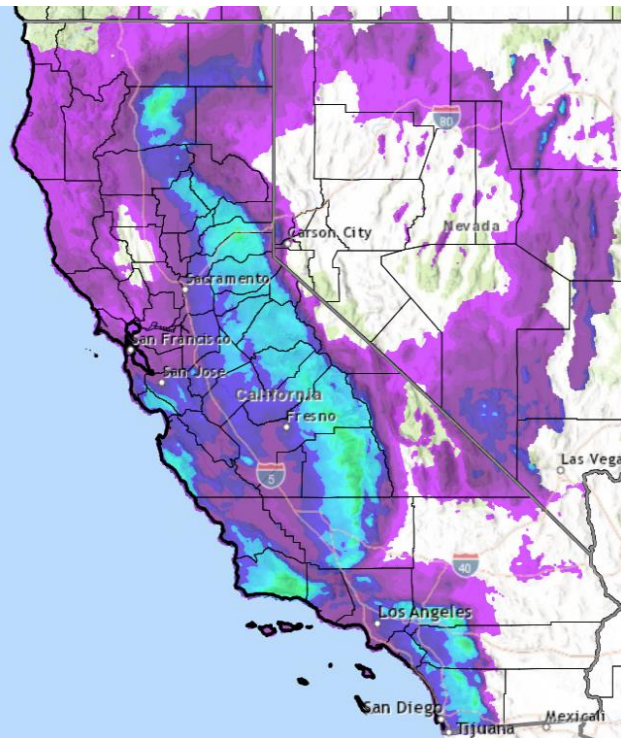 80
Carson City
Nevada
Sacramento
San Francisco
San Jose
California
Fresno
5
Las Vega
40
Los Angeles
San Diego
Tijuana
Mexicali